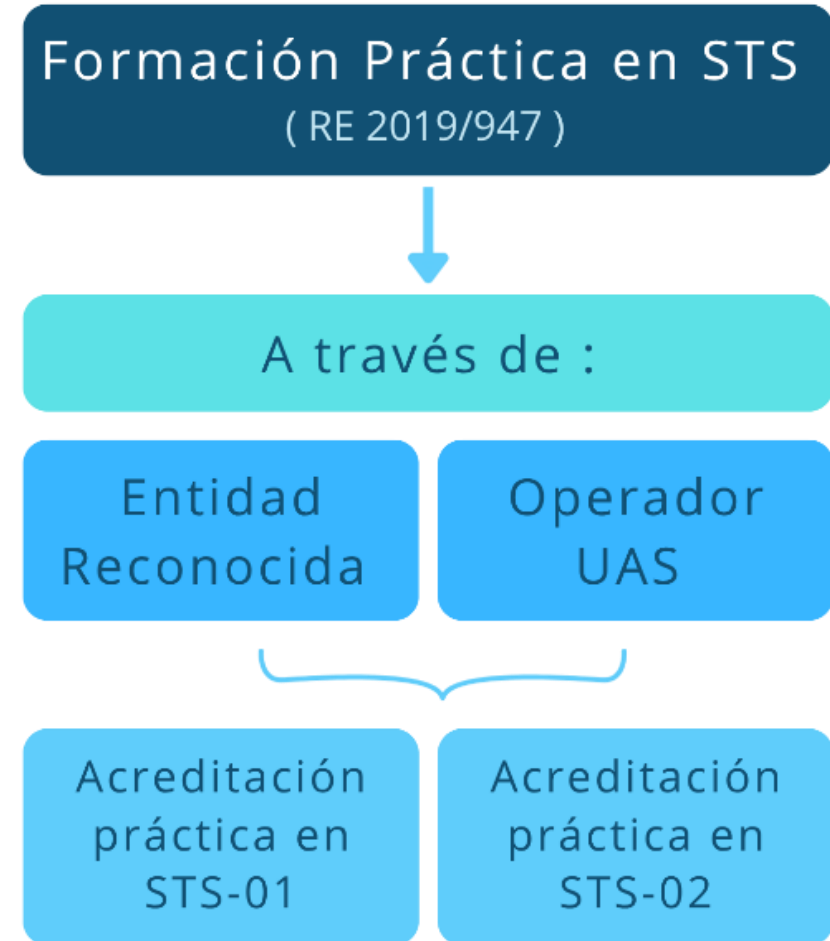 Formación Práctica en STS
( RE 2019/947 )
A través de :
Entidad
Reconocida
Operador
UAS
Acreditación
práctica en
STS-01
Acreditación
práctica en
STS-02